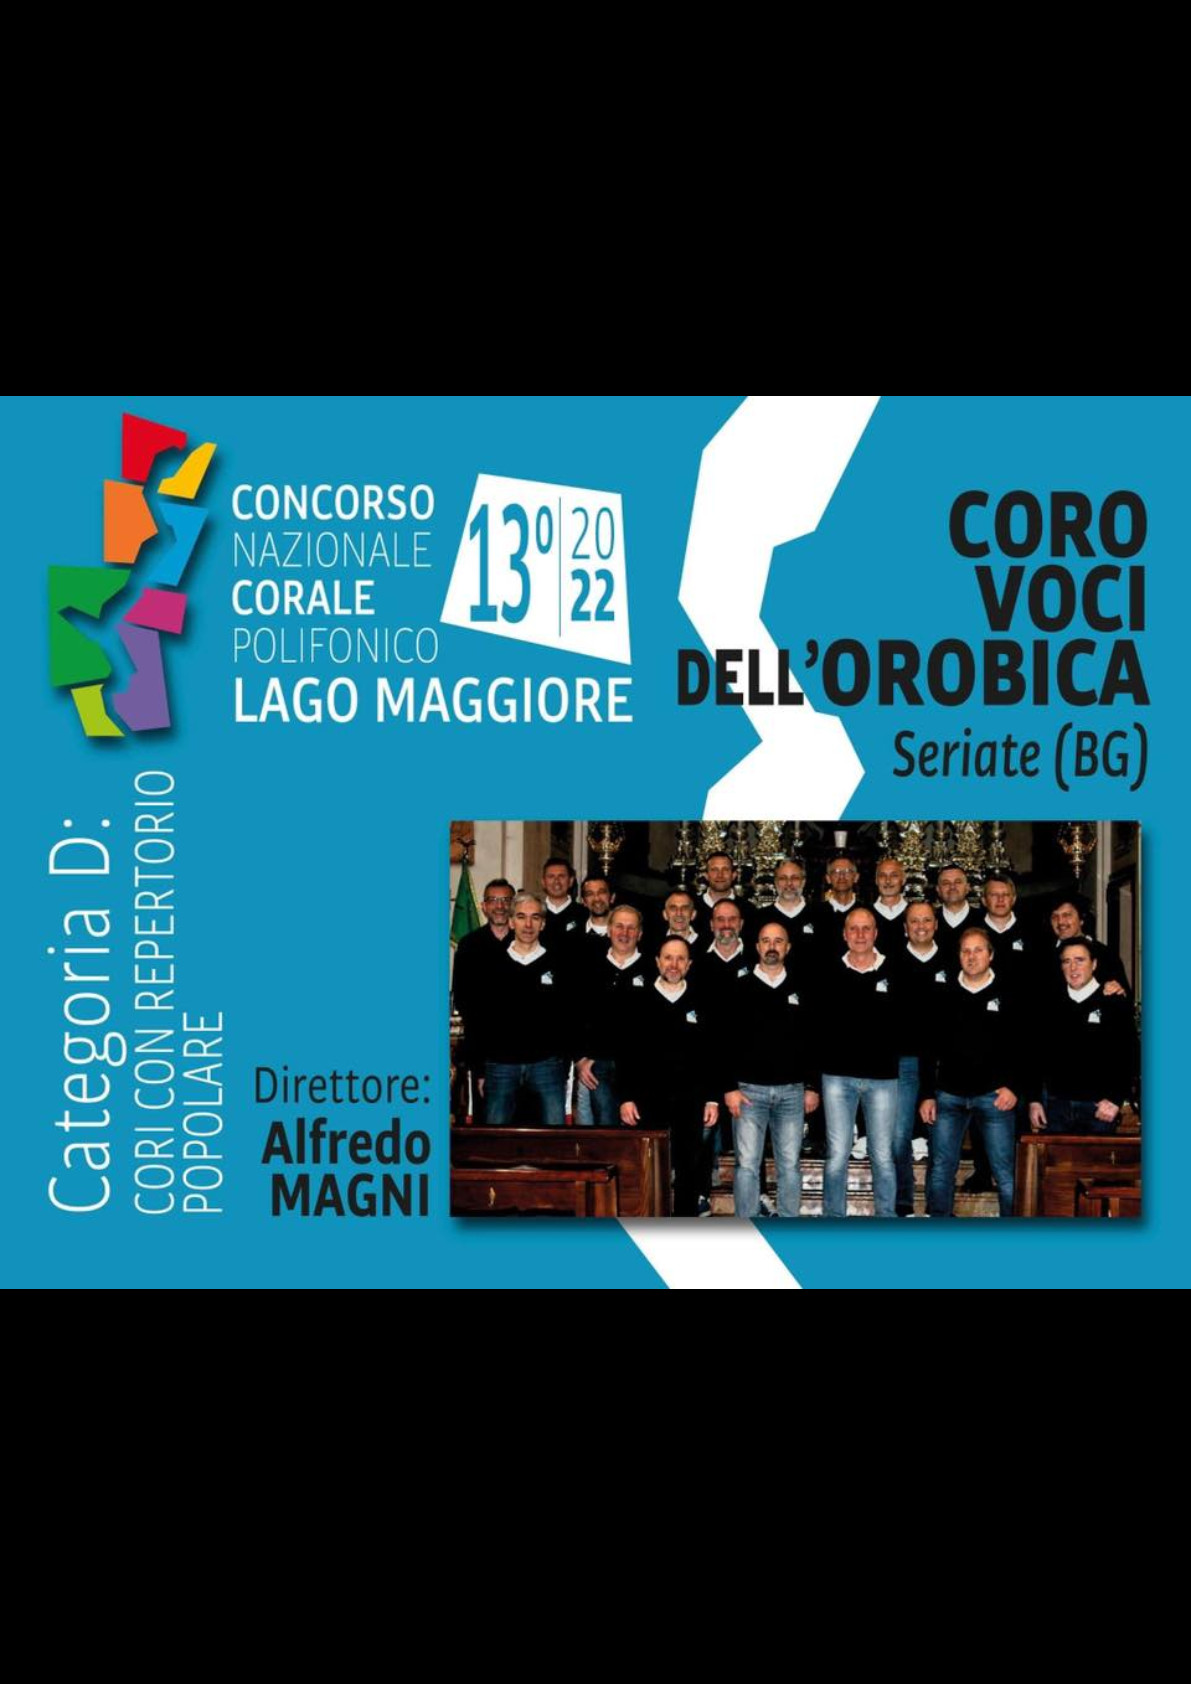 CONCORSO
NAZIONALE
CORALE
POLIFONICO
LAGO MAGGIORE
13° 20
22
CORO
VOCI
DELL'OROBICA
Seriate (BG)
Categoria D:
CORI CON REPERTORIO
POPOLARE
Direttore:
Alfredo
MAGNI